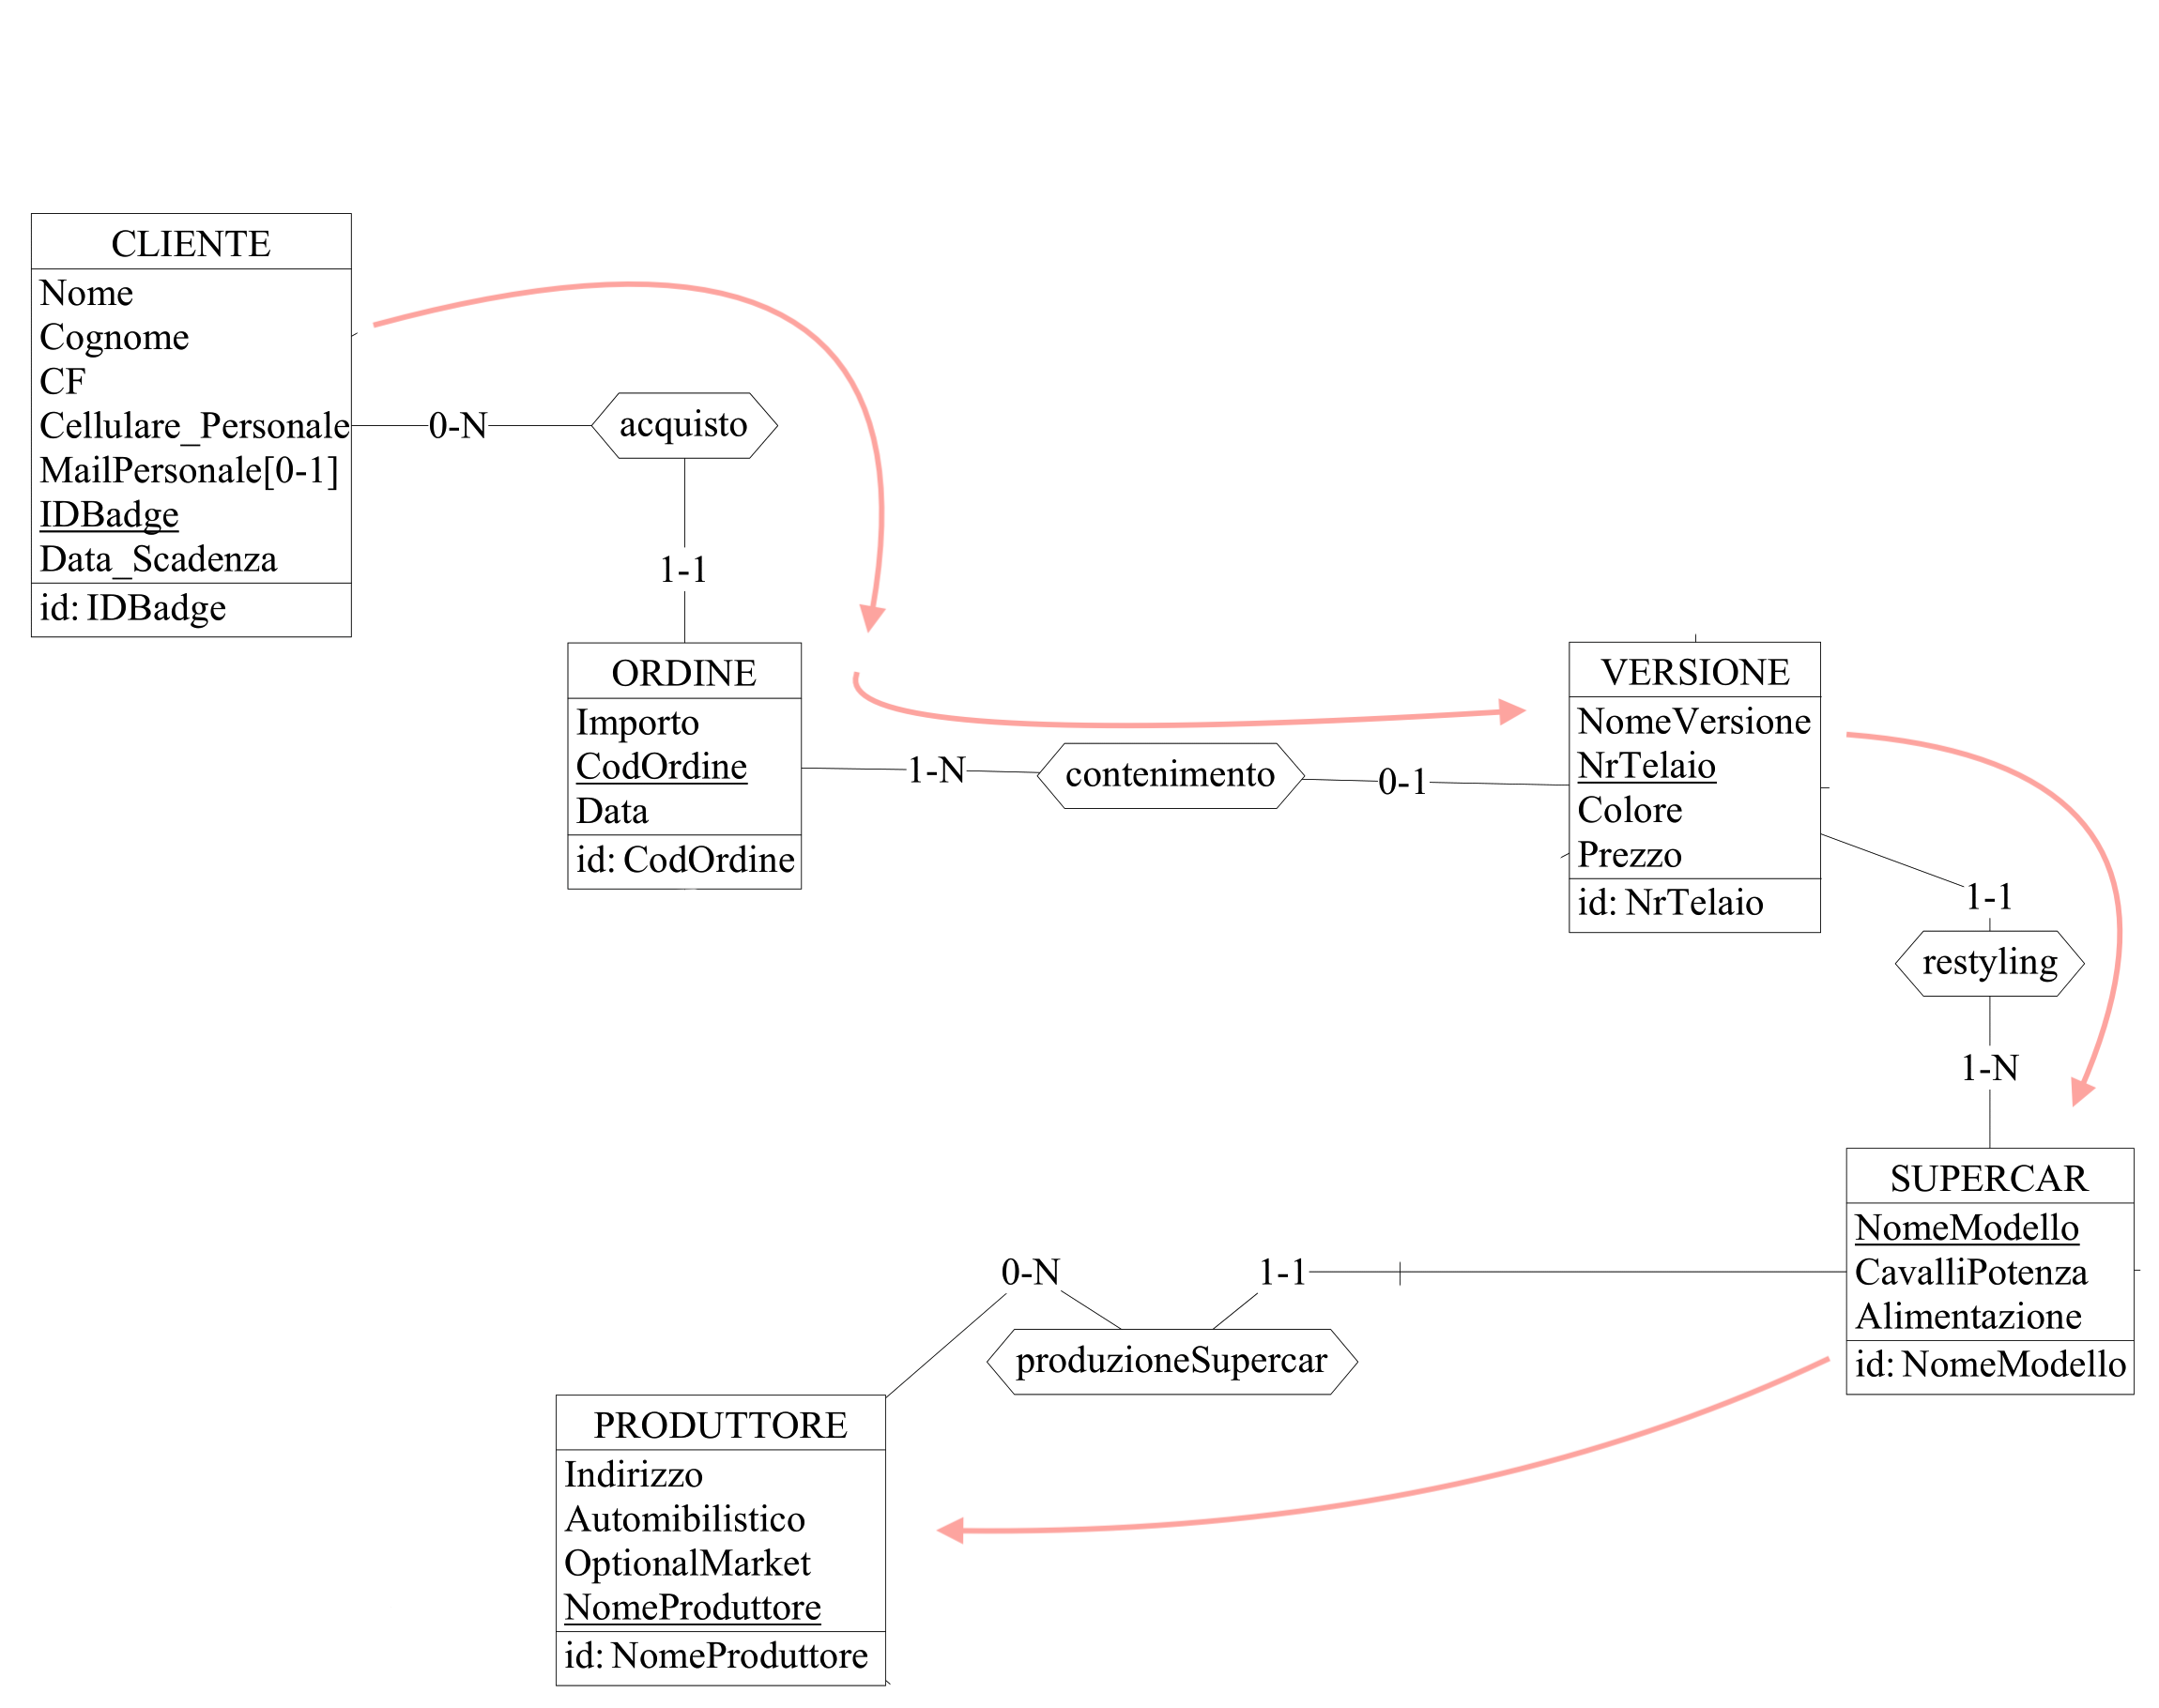 CLIENTE
Nome
Cognome
CF
Cellulare_Personale
MailPersonale[0-1]
IDBadge
Data_Scadenza
id: IDBadge
0-N
acquisto
1-1
ORDINE
Importo
CodOrdine
Data
id: CodOrdine
1-N
contenimento
0-1
VERSIONE
NomeVersione
NrTelaio
Colore
Prezzo
id: NrTelaio
1-1
restyling
1-N
SUPERCAR
NomeModello
CavalliPotenza
Alimentazione
id: NomeModello
0-N
1-1
produzioneSupercar
PRODUTTORE
Indirizzo
Automibilistico
OptionalMarket
NomeProduttore
id: NomeProduttore